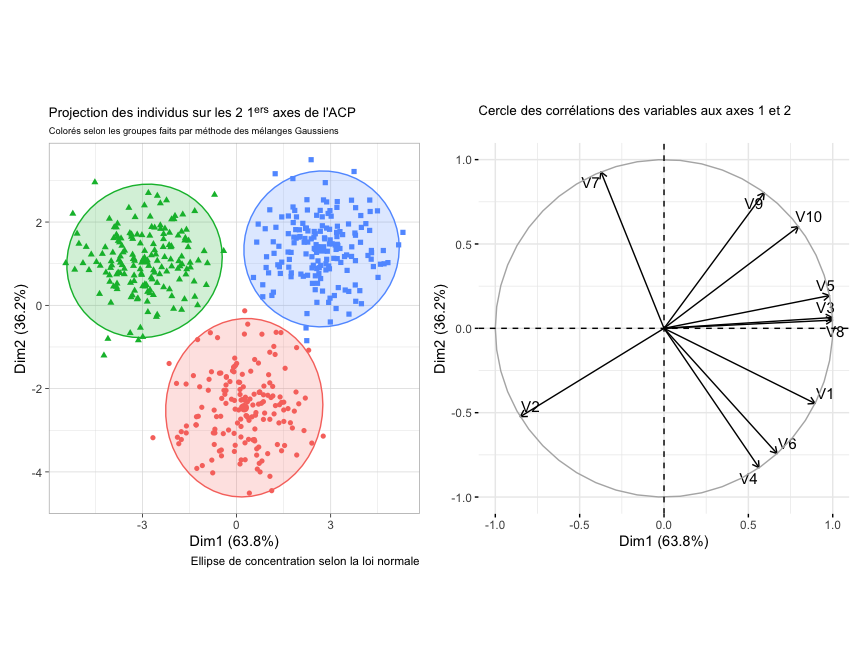 Projection des individus sur les 2 1ers axes de l'ACP
Colorés selon les groupes faits par méthode des mélanges Gaussiens
2
0
-2
-4
Dim2 (36.2%)
-3
0
3
Dim1 (63.8%)
Ellipse de concentration selon la loi normale
Cercle des corrélations des variables aux axes 1 et 2
1.0
0.5
0.0
-0.5
-1.0
Dim2 (36.2%)
V7
V9
V10
V5
V3
V8
V1
V2
V6
V4
-1.0
-0.5
0.0
0.5
1.0
Dim1 (63.8%)